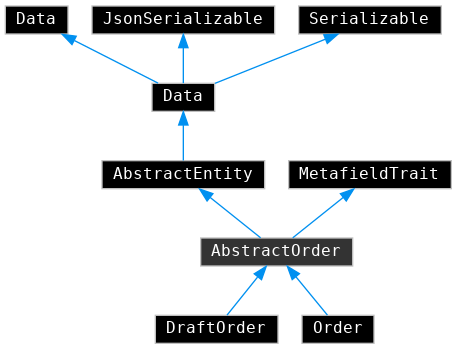 Data
JsonSerializable
Serializable
Data
AbstractEntity
MetafieldTrait
AbstractOrder
DraftOrder
Order